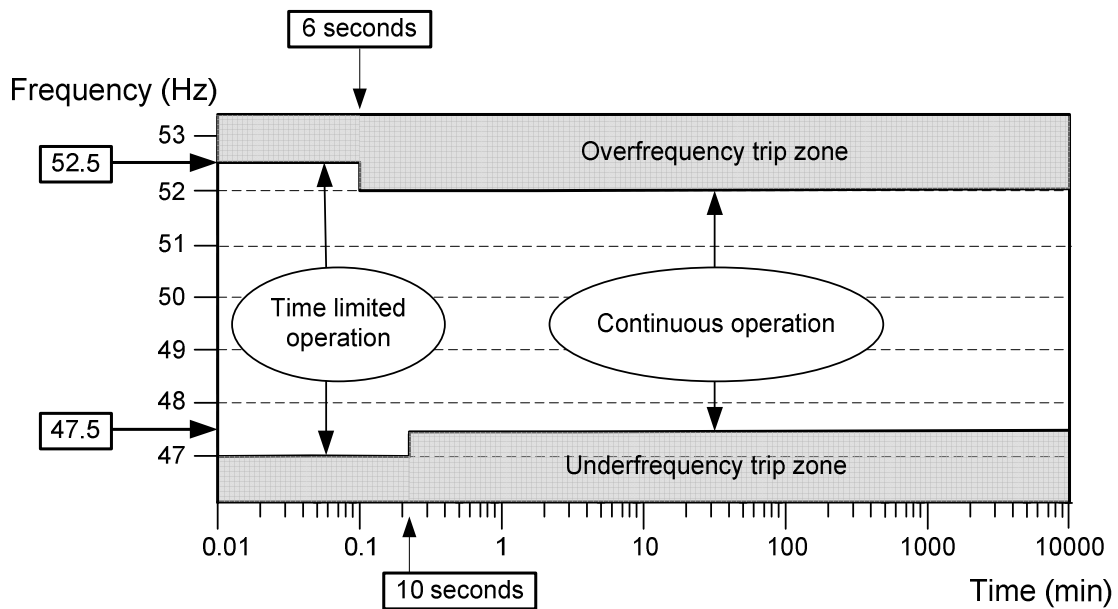 6 seconds
Frequency (Hz)
53
Overfrequency trip zone
52.5
52
51
50
Time limited
operation
Continuous operation
49
48
47.5
47
Underfrequency trip zone
0.01
0.1
1
10
100
1000
10000
10 seconds
Time (min)